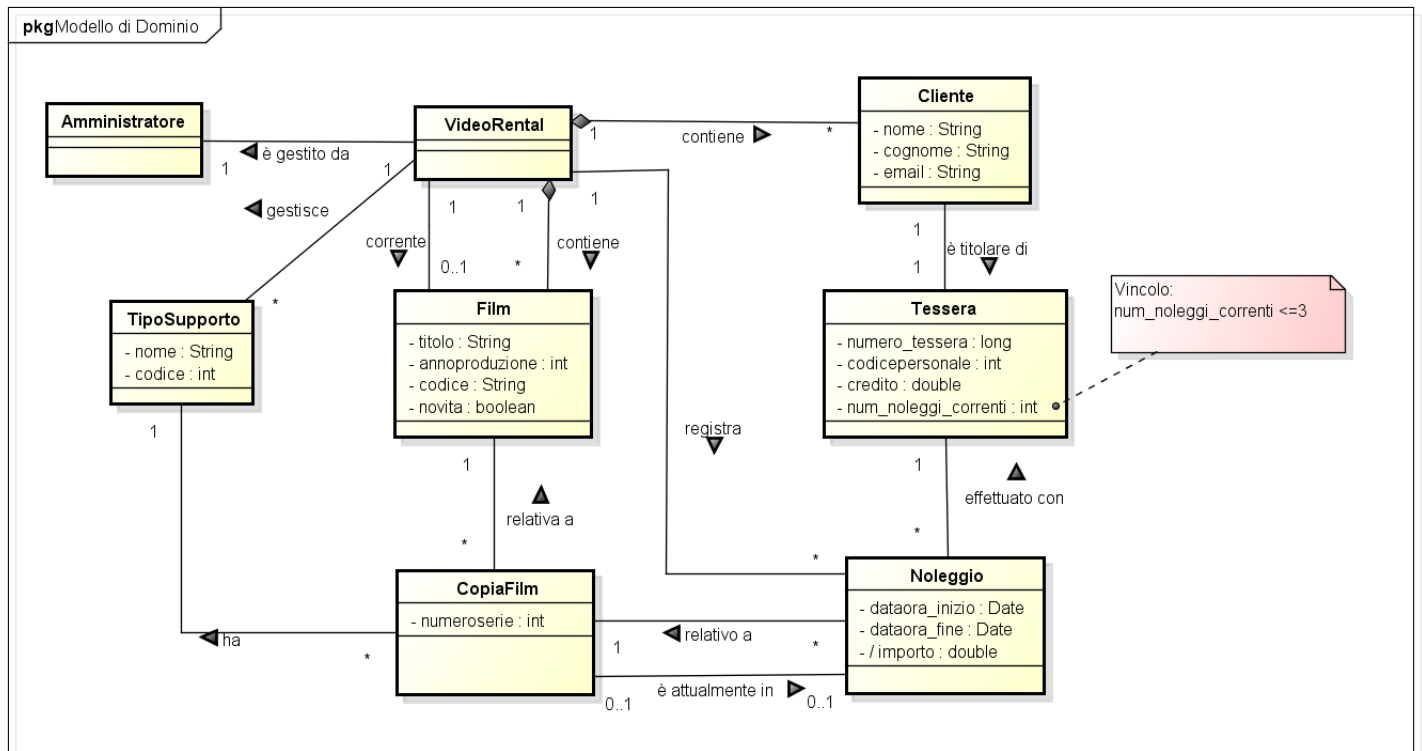 pkgModello di Dominio
Amministratore
VideoRental
Cliente
- nome : String
- cognome : String
- email : String
è gestito da
1
1
contiene
1
*
gestisce
*
corrente
1
0..1
contiene
1
*
1
registra
*
è titolare di
1
1
Vincolo:
num_noleggi_correnti <=3
TipoSupporto
- nome : String
- codice : int
Film
- titolo : String
- annoproduzione : int
- codice : String
- novita : boolean
Tessera
- numero_tessera : long
- codicepersonale : int
- credito : double
- num_noleggi_correnti : int
1
1
relativa a
*
1
effettuato con
*
CopiaFilm
- numeroserie : int
Noleggio
- dataora_inizio : Date
- dataora_fine : Date
- / importo : double
ha
*
relativo a
1
*
è attualmente in
0..1
0..1